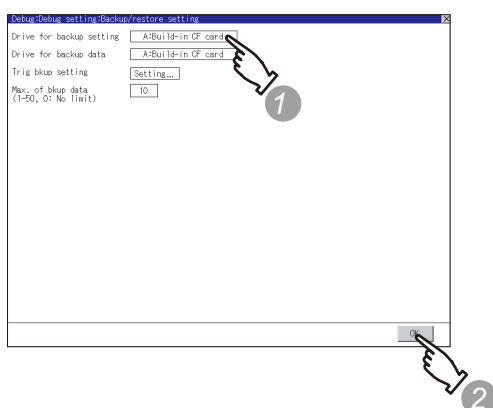 Debug:Debug setting:Backup/restore setting
Drive for backup setting A:Build-in CF card
Drive for backup data A:Build-in CF card
Trig bkup setting Setting...
Max. of bkup data 10
(1-50, 0: No limit)
1
OK
2